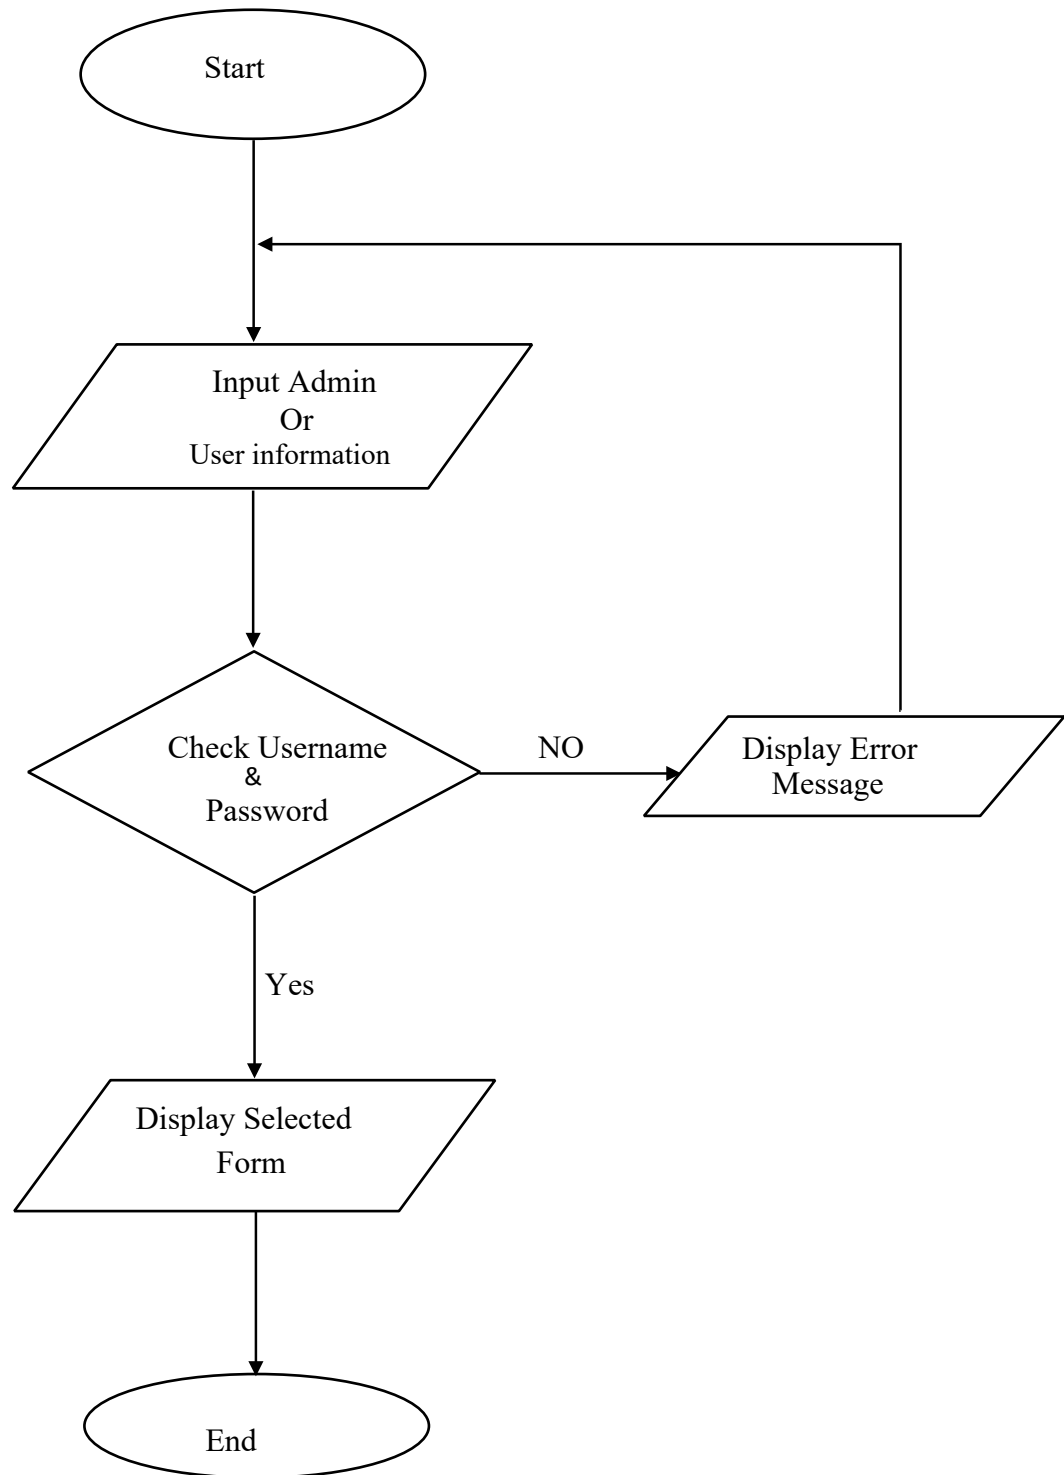 Start
Input Admin
Or
User information
Check Username
&
Password
NO
Display Error
Message
Yes
Display Selected
Form
End